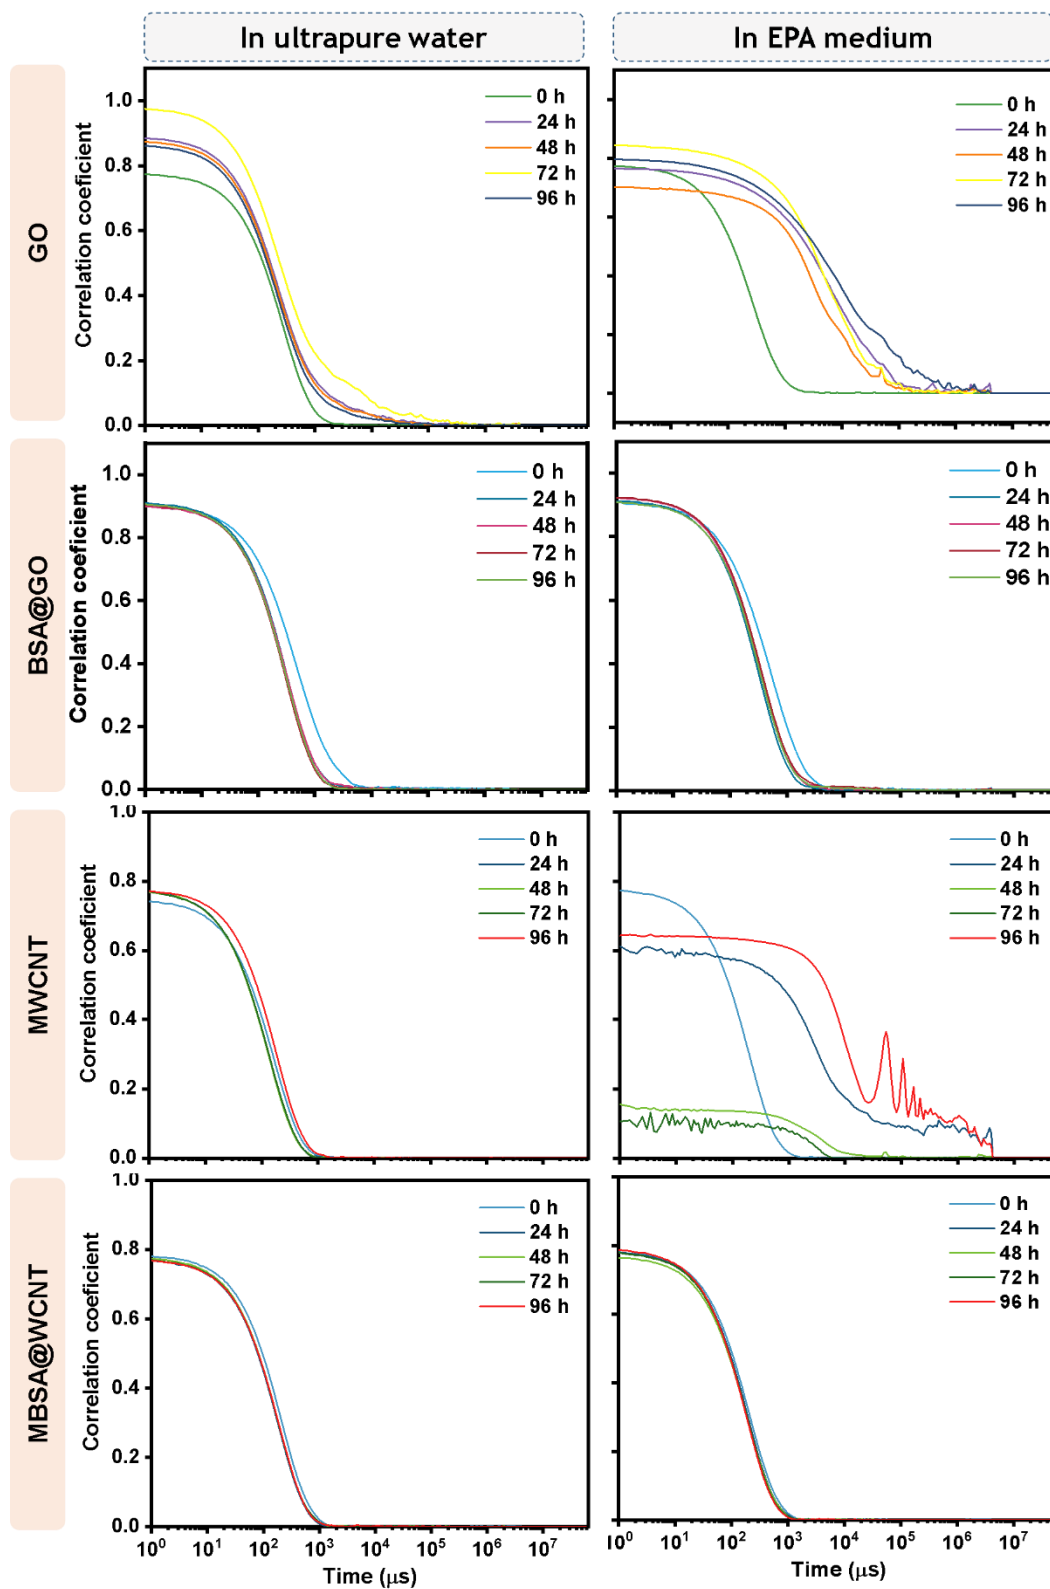 In ultrapure water
In EPA medium
GO
Correlation coeficient
1.0
0.8
0.6
0.4
0.2
0.0
0 h
24 h
48 h
72 h
96 h
0 h
24 h
48 h
72 h
96 h
BSA@GO
Correlation coeficient
1.0
0.8
0.6
0.4
0.2
0.0
0 h
24 h
48 h
72 h
96 h
0 h
24 h
48 h
72 h
96 h
MWCNT
Correlation coeficient
1.0
0.8
0.6
0.4
0.2
0.0
0 h
24 h
48 h
72 h
96 h
0 h
24 h
48 h
72 h
96 h
MBSA@WCNT
Correlation coeficient
1.0
0.8
0.6
0.4
0.2
0.0
0 h
24 h
48 h
72 h
96 h
0 h
24 h
48 h
72 h
96 h
10⁰ 10¹ 10² 10³ 10⁴ 10⁵ 10⁶ 10⁷
Time (μs)
10⁰ 10¹ 10² 10³ 10⁴ 10⁵ 10⁶ 10⁷
Time (μs)